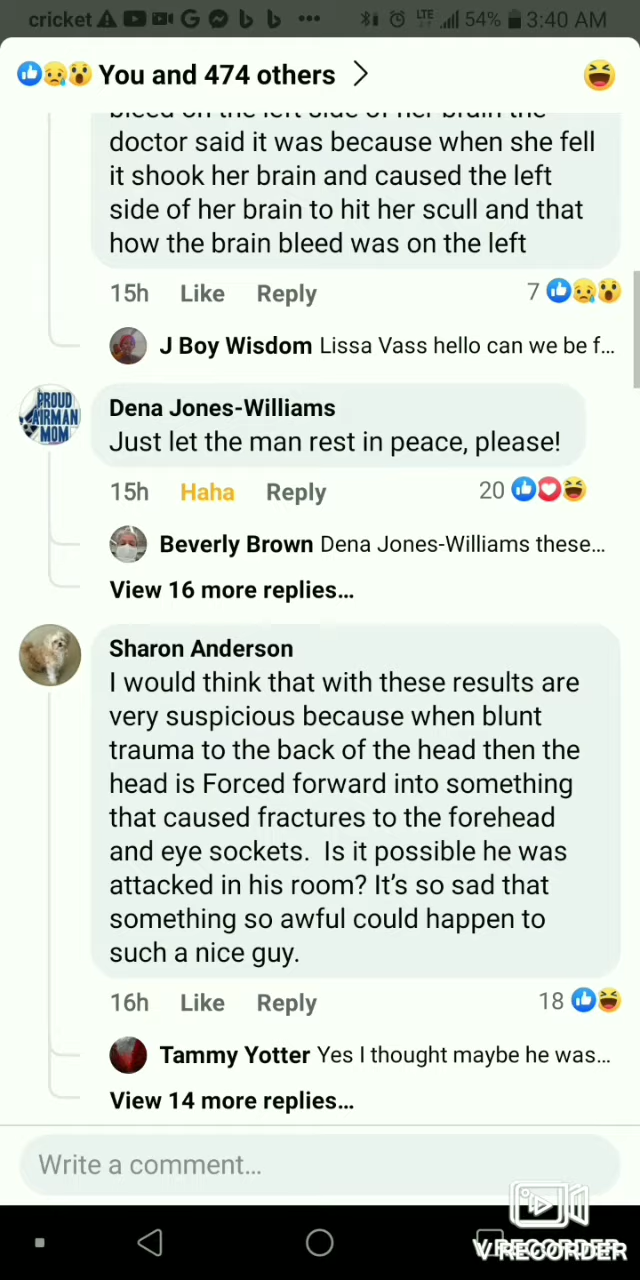 cricket G b b ••• LTE 54% 3:40 AM
You and 474 others
doctor said it was because when she fell
it shook her brain and caused the left
side of her brain to hit her scull and that
how the brain bleed was on the left
15h Like Reply 7
J Boy Wisdom Lissa Vass hello can we be f...
PROUD
AIRMAN
MOM
Dena Jones-Williams
Just let the man rest in peace, please!
15h Haha Reply 20
Beverly Brown Dena Jones-Williams these...
View 16 more replies...
Sharon Anderson
I would think that with these results are
very suspicious because when blunt
trauma to the back of the head then the
head is Forced forward into something
that caused fractures to the forehead
and eye sockets. Is it possible he was
attacked in his room? It's so sad that
something so awful could happen to
such a nice guy.
16h Like Reply 18
Tammy Yotter Yes I thought maybe he was...
View 14 more replies...
Write a comment...
V RECORDER